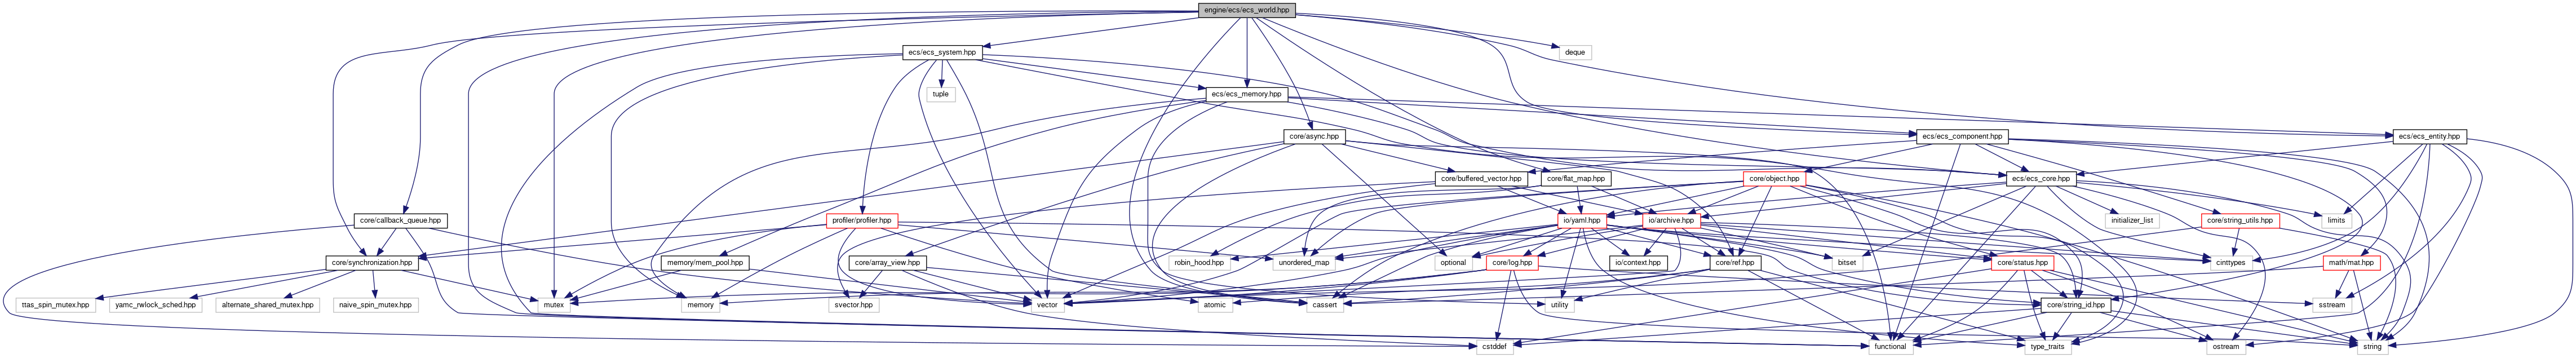 engine/ecs/ecs_world.hpp
ecs/ecs_system.hpp
deque
tuple
ecs/ecs_memory.hpp
core/async.hpp
ecs/ecs_component.hpp
ecs/ecs_entity.hpp
core/buffered_vector.hpp
core/flat_map.hpp
core/object.hpp
ecs/ecs_core.hpp
core/callback_queue.hpp
profiler/profiler.hpp
io/yaml.hpp
io/archive.hpp
initializer_list
core/string_utils.hpp
limits
core/synchronization.hpp
memory/mem_pool.hpp
core/array_view.hpp
robin_hood.hpp
unordered_map
optional
core/log.hpp
io/context.hpp
core/ref.hpp
bitset
core/status.hpp
cinttypes
math/mat.hpp
ttas_spin_mutex.hpp
yamc_rwlock_sched.hpp
alternate_shared_mutex.hpp
naive_spin_mutex.hpp
mutex
memory
svector.hpp
vector
atomic
cassert
utility
core/string_id.hpp
sstream
cstddef
functional
type_traits
ostream
string